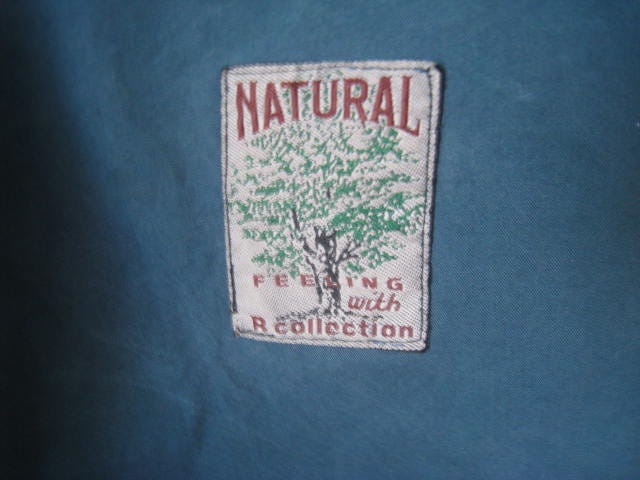 NATURAL
FEELING
with
R collection